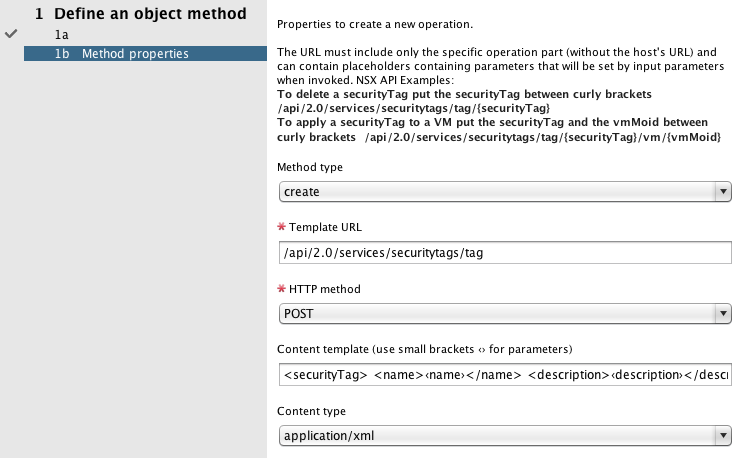 1 Define an object method
1a
1b Method properties
Properties to create a new operation.
The URL must include only the specific operation part (without the host's URL) and
can contain placeholders containing parameters that will be set by input parameters
when invoked. NSX API Examples:
To delete a securityTag put the securityTag between curly brackets
/api/2.0/services/securitytags/tag/{securityTag}
To apply a securityTag to a VM put the securityTag and the vmMoid between
curly brackets /api/2.0/services/securitytags/tag/{securityTag}/vm/{vmMoid}
Method type
create
* Template URL
/api/2.0/services/securitytags/tag
* HTTP method
POST
Content template (use small brackets ‹› for parameters)
<securityTag> <name>‹name›</name> <description>‹description›</descr
Content type
application/xml